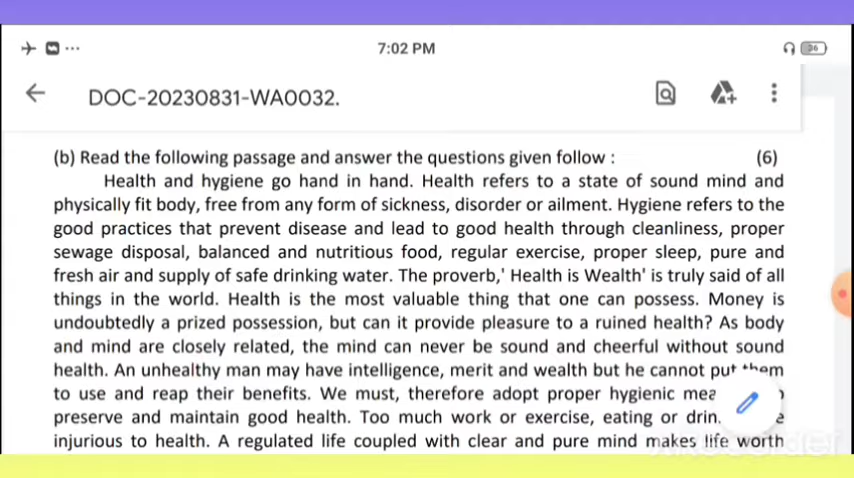 7:02 PM
36
DOC-20230831-WA0032.
(b) Read the following passage and answer the questions given follow : (6)
Health and hygiene go hand in hand. Health refers to a state of sound mind and
physically fit body, free from any form of sickness, disorder or ailment. Hygiene refers to the
good practices that prevent disease and lead to good health through cleanliness, proper
sewage disposal, balanced and nutritious food, regular exercise, proper sleep, pure and
fresh air and supply of safe drinking water. The proverb,' Health is Wealth' is truly said of all
things in the world. Health is the most valuable thing that one can possess. Money is
undoubtedly a prized possession, but can it provide pleasure to a ruined health? As body
and mind are closely related, the mind can never be sound and cheerful without sound
health. An unhealthy man may have intelligence, merit and wealth but he cannot put them
to use and reap their benefits. We must, therefore adopt proper hygienic mea
preserve and maintain good health. Too much work or exercise, eating or drin
injurious to health. A regulated life coupled with clear and pure mind makes life worth